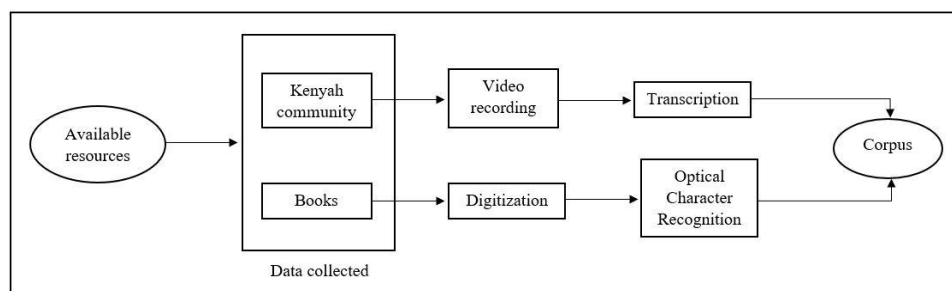 Available
resources
Kenyah
community
Video
recording
Transcription
Corpus
Books
Digitization
Optical
Character
Recognition
Data collected